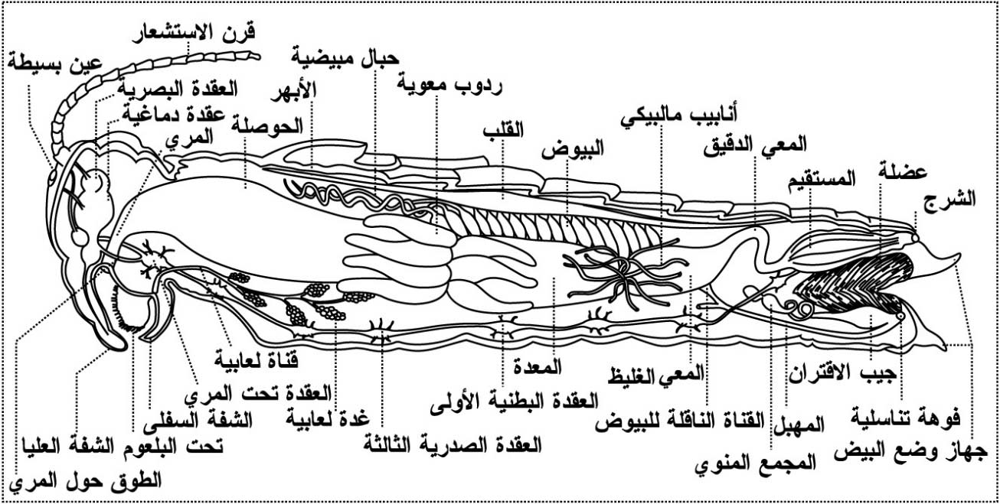 قرن الاستشعار
عين بسيطة
حبال مبيضية
العقدة البصرية
الأبهر
ردوب معوية
عقدة دماغية
الحوصلة
المري
القلب
أنابيب مالبيكي
البيوض
المعي الدقيق
المستقيم
عضلة
الشرج
قناة لعابية
المعدة
المعي الغليظ
جيب الاقتران
العقدة تحت المري
العقدة البطنية الأولى
الشفة السفلى
غدة لعابية
القناة الناقلة للبيوض
المهبل
فوهة تناسلية
تحت البلعوم
الشفة العليا
العقدة الصدرية الثالثة
المجمع المنوي
جهاز وضع البيض
الطوق حول المري